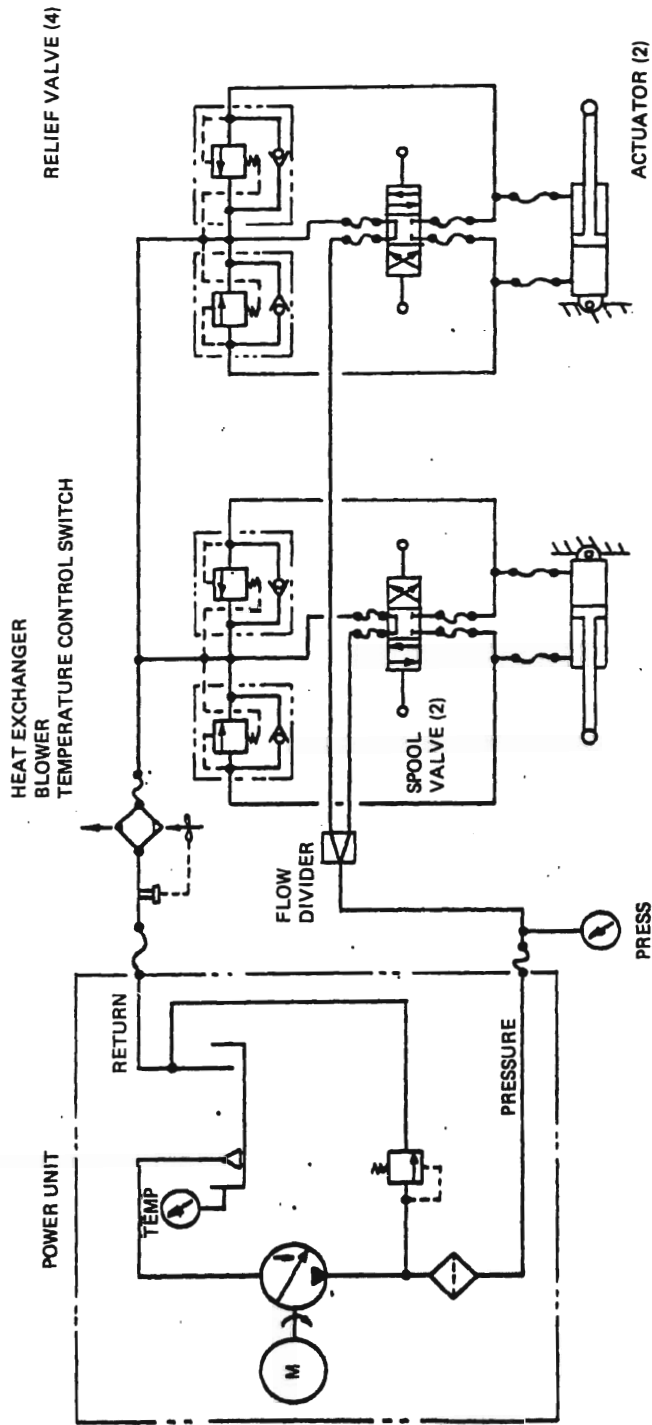 POWER UNIT
RETURN
TEMP
M
PRESSURE
PRESS
HEAT EXCHANGER
BLOWER
TEMPERATURE CONTROL SWITCH
FLOW
DIVIDER
SPOOL
VALVE (2)
RELIEF VALVE (4)
ACTUATOR (2)